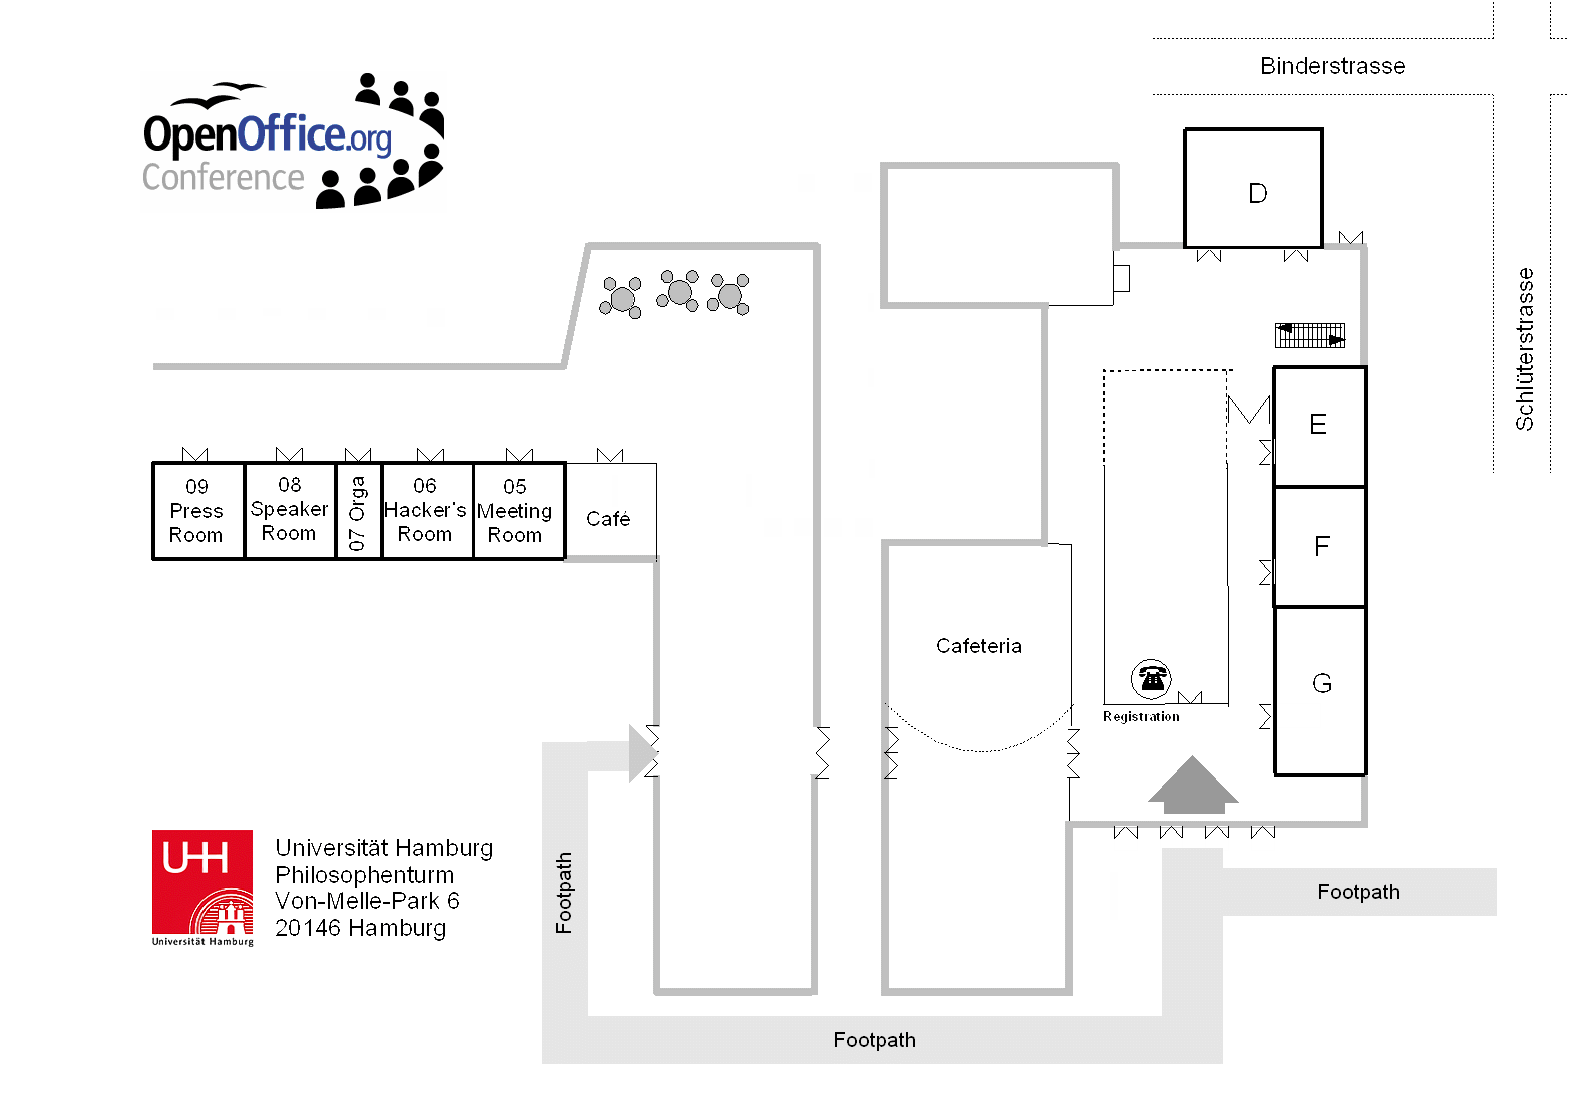 Binderstrasse
OpenOffice.org
Conference
D
Schlüterstrasse
E
09
Press
Room
08
Speaker
Room
07 Orga
06
Hacker's
Room
05
Meeting
Room
Café
F
Cafeteria
G
Registration
UHH
Universität Hamburg
Universität Hamburg
Philosophenturm
Von-Melle-Park 6
20146 Hamburg
Footpath
Footpath
Footpath